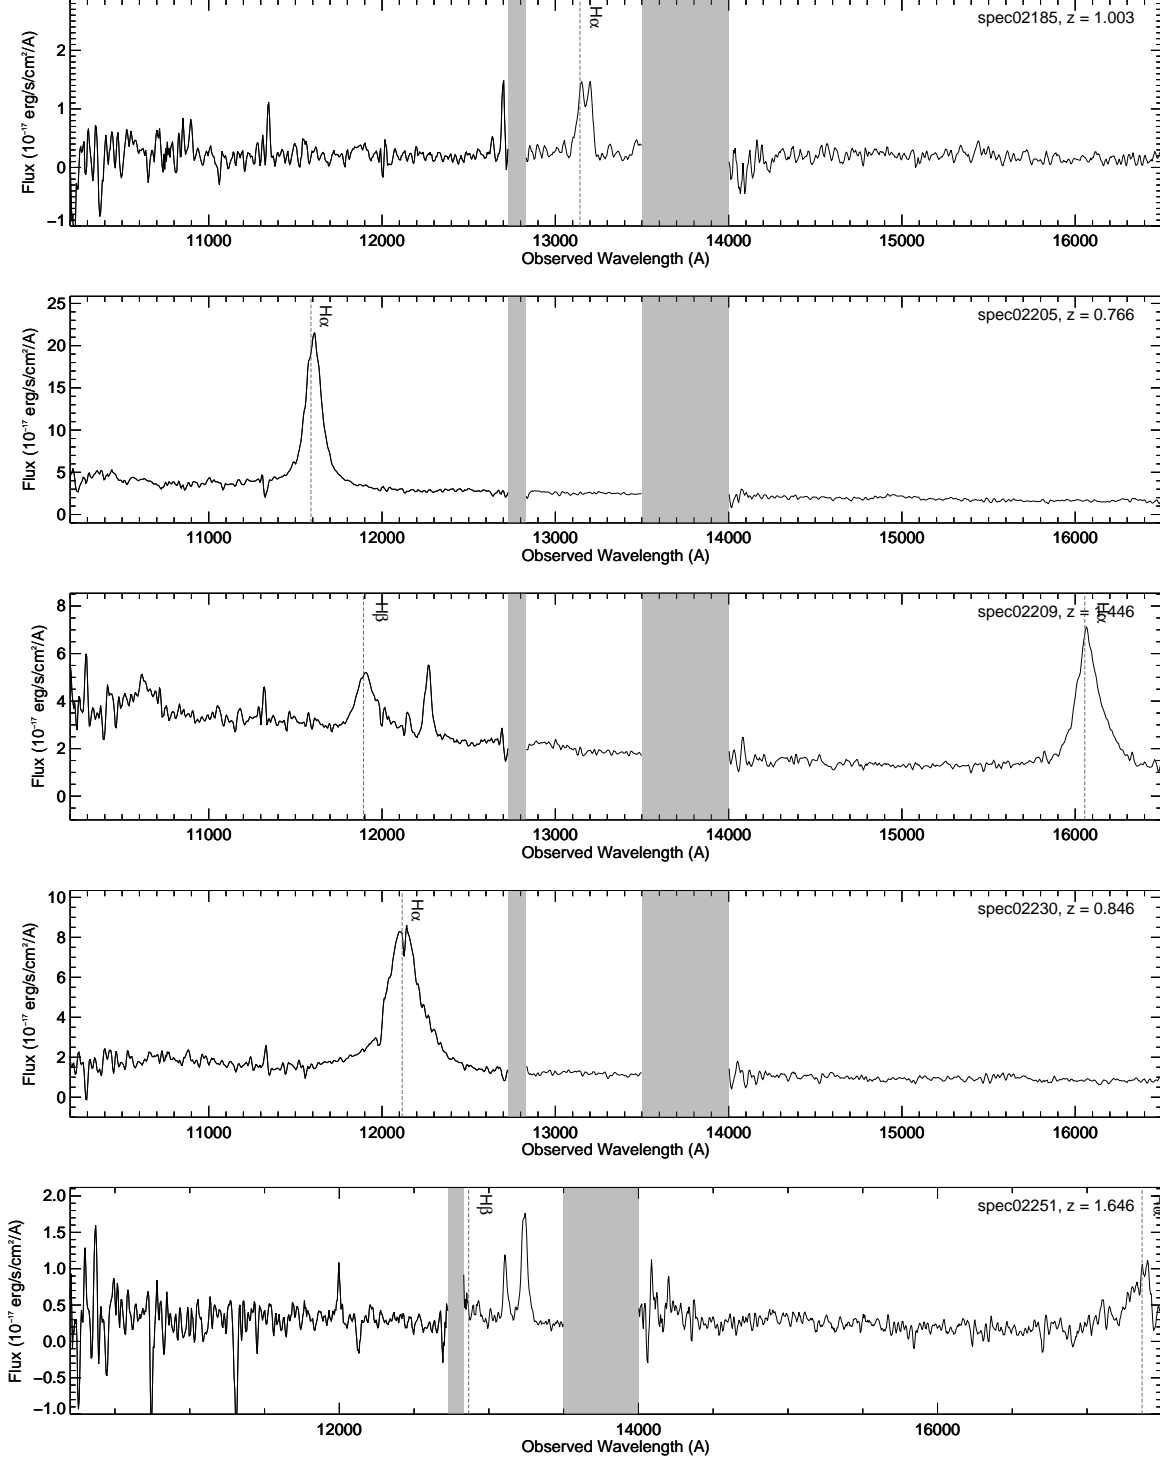 Hα
spec02185, z = 1.003
Flux (10⁻¹⁷ erg/s/cm²/A)
2
1
0
−1
11000 12000 13000 14000 15000 16000
Observed Wavelength (A)
Hα
spec02205, z = 0.766
Flux (10⁻¹⁷ erg/s/cm²/A)
25
20
15
10
5
0
11000 12000 13000 14000 15000 16000
Observed Wavelength (A)
Hβ
spec02209, z = 1.446
Hα
Flux (10⁻¹⁷ erg/s/cm²/A)
8
6
4
2
0
11000 12000 13000 14000 15000 16000
Observed Wavelength (A)
Hα
spec02230, z = 0.846
Flux (10⁻¹⁷ erg/s/cm²/A)
10
8
6
4
2
0
11000 12000 13000 14000 15000 16000
Observed Wavelength (A)
Hβ
spec02251, z = 1.646
Hα
Flux (10⁻¹⁷ erg/s/cm²/A)
2.0
1.5
1.0
0.5
0.0
−0.5
−1.0
12000 14000 16000
Observed Wavelength (A)